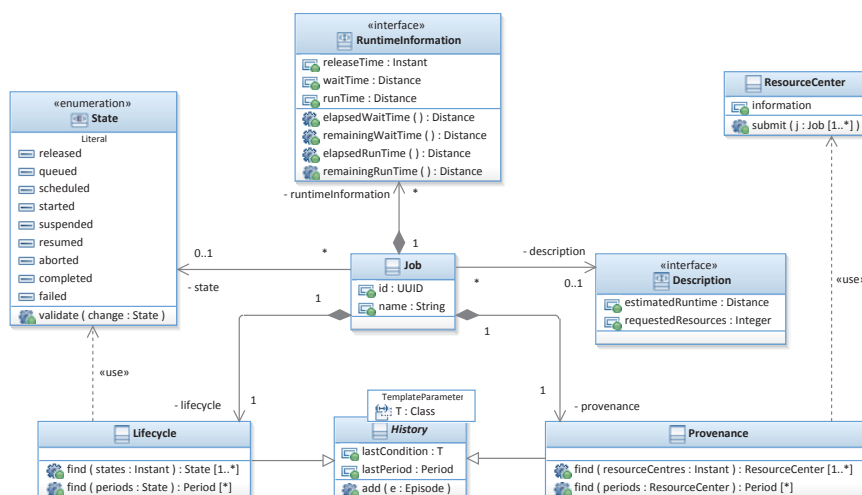 «interface»
RuntimeInformation
releaseTime : Instant
waitTime : Distance
runTime : Distance
elapsedWaitTime ( ) : Distance
remainingWaitTime ( ) : Distance
elapsedRunTime ( ) : Distance
remainingRunTime ( ) : Distance
ResourceCenter
information
submit ( j : Job [1..*] )
«enumeration»
State
Literal
released
queued
scheduled
started
suspended
resumed
aborted
completed
failed
validate ( change : State )
- runtimeInformation
*
1
0..1
*
- state
Job
id : UUID
name : String
- description
*
0..1
«interface»
Description
estimatedRuntime : Distance
requestedResources : Integer
«use»
1
1
«use»
- lifecycle
1
1
- provenance
TemplateParameter
T : Class
Lifecycle
find ( states : Instant ) : State [1..*]
find ( periods : State ) : Period [*]
History
lastCondition : T
lastPeriod : Period
add ( e : Episode )
Provenance
find ( resourceCentres : Instant ) : ResourceCenter [1..*]
find ( periods : ResourceCenter ) : Period [*]